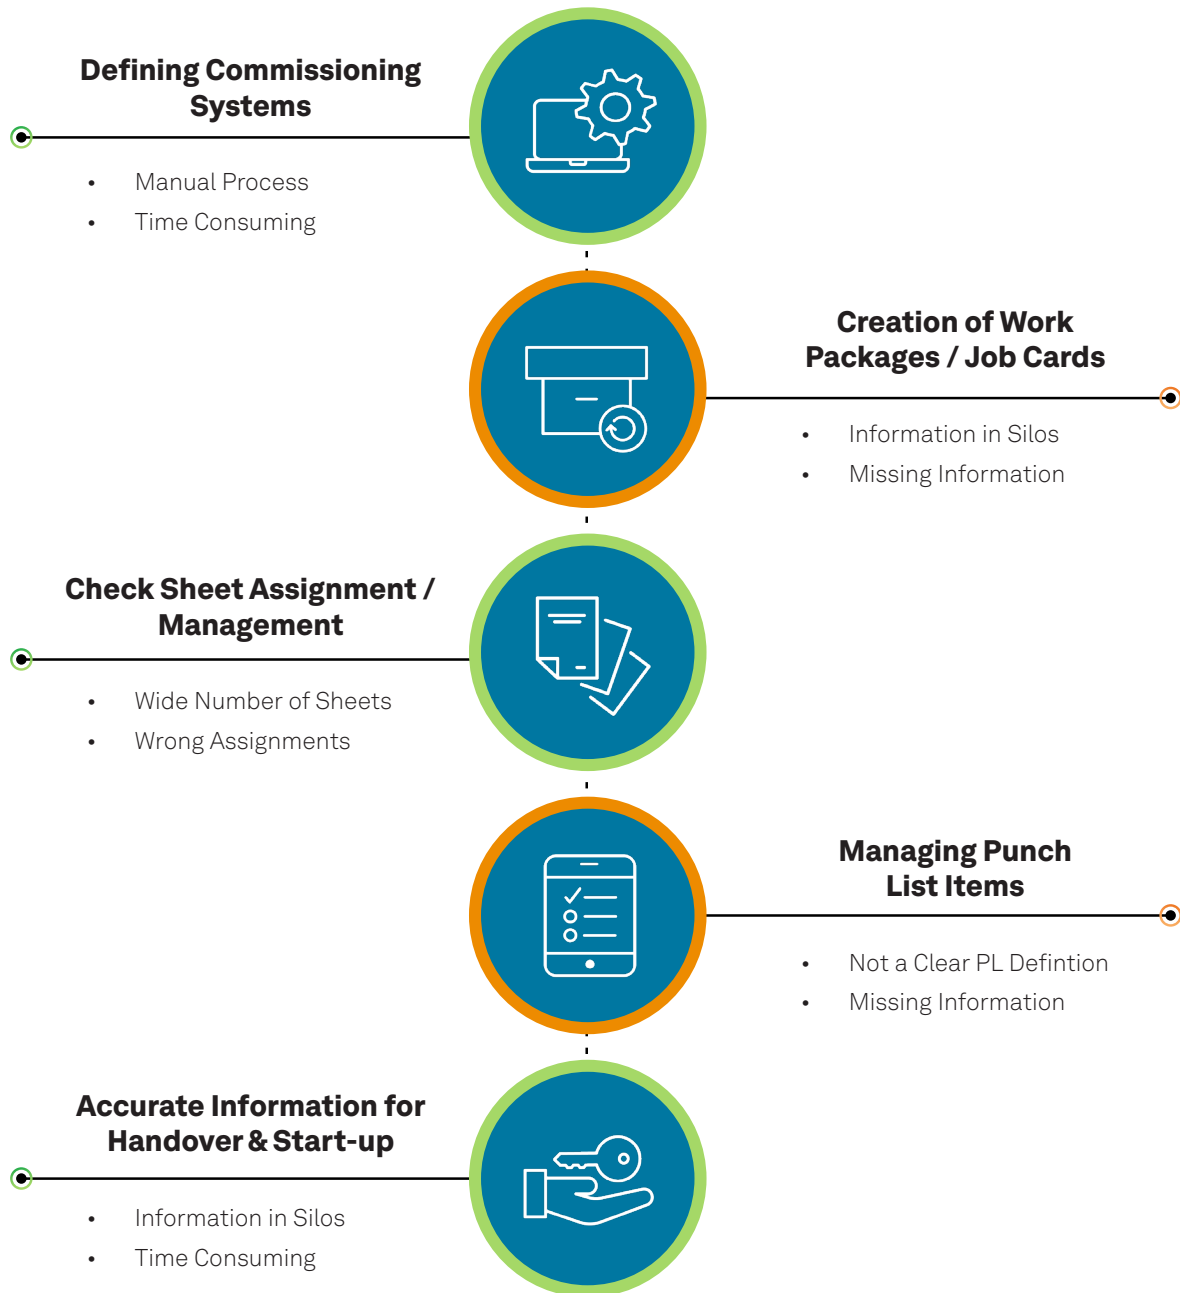 Defining Commissioning
Systems
• Manual Process
• Time Consuming
Creation of Work
Packages / Job Cards
• Information in Silos
• Missing Information
Check Sheet Assignment /
Management
• Wide Number of Sheets
• Wrong Assignments
Managing Punch
List Items
• Not a Clear PL Defintion
• Missing Information
Accurate Information for
Handover & Start-up
• Information in Silos
• Time Consuming